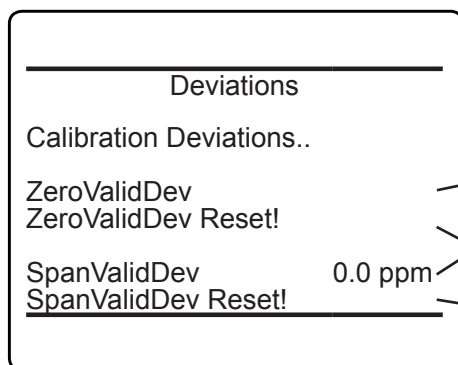 Deviations
Calibration Deviations..
ZeroValidDev
ZeroValidDev Reset!
SpanValidDev 0.0 ppm
SpanValidDev Reset!